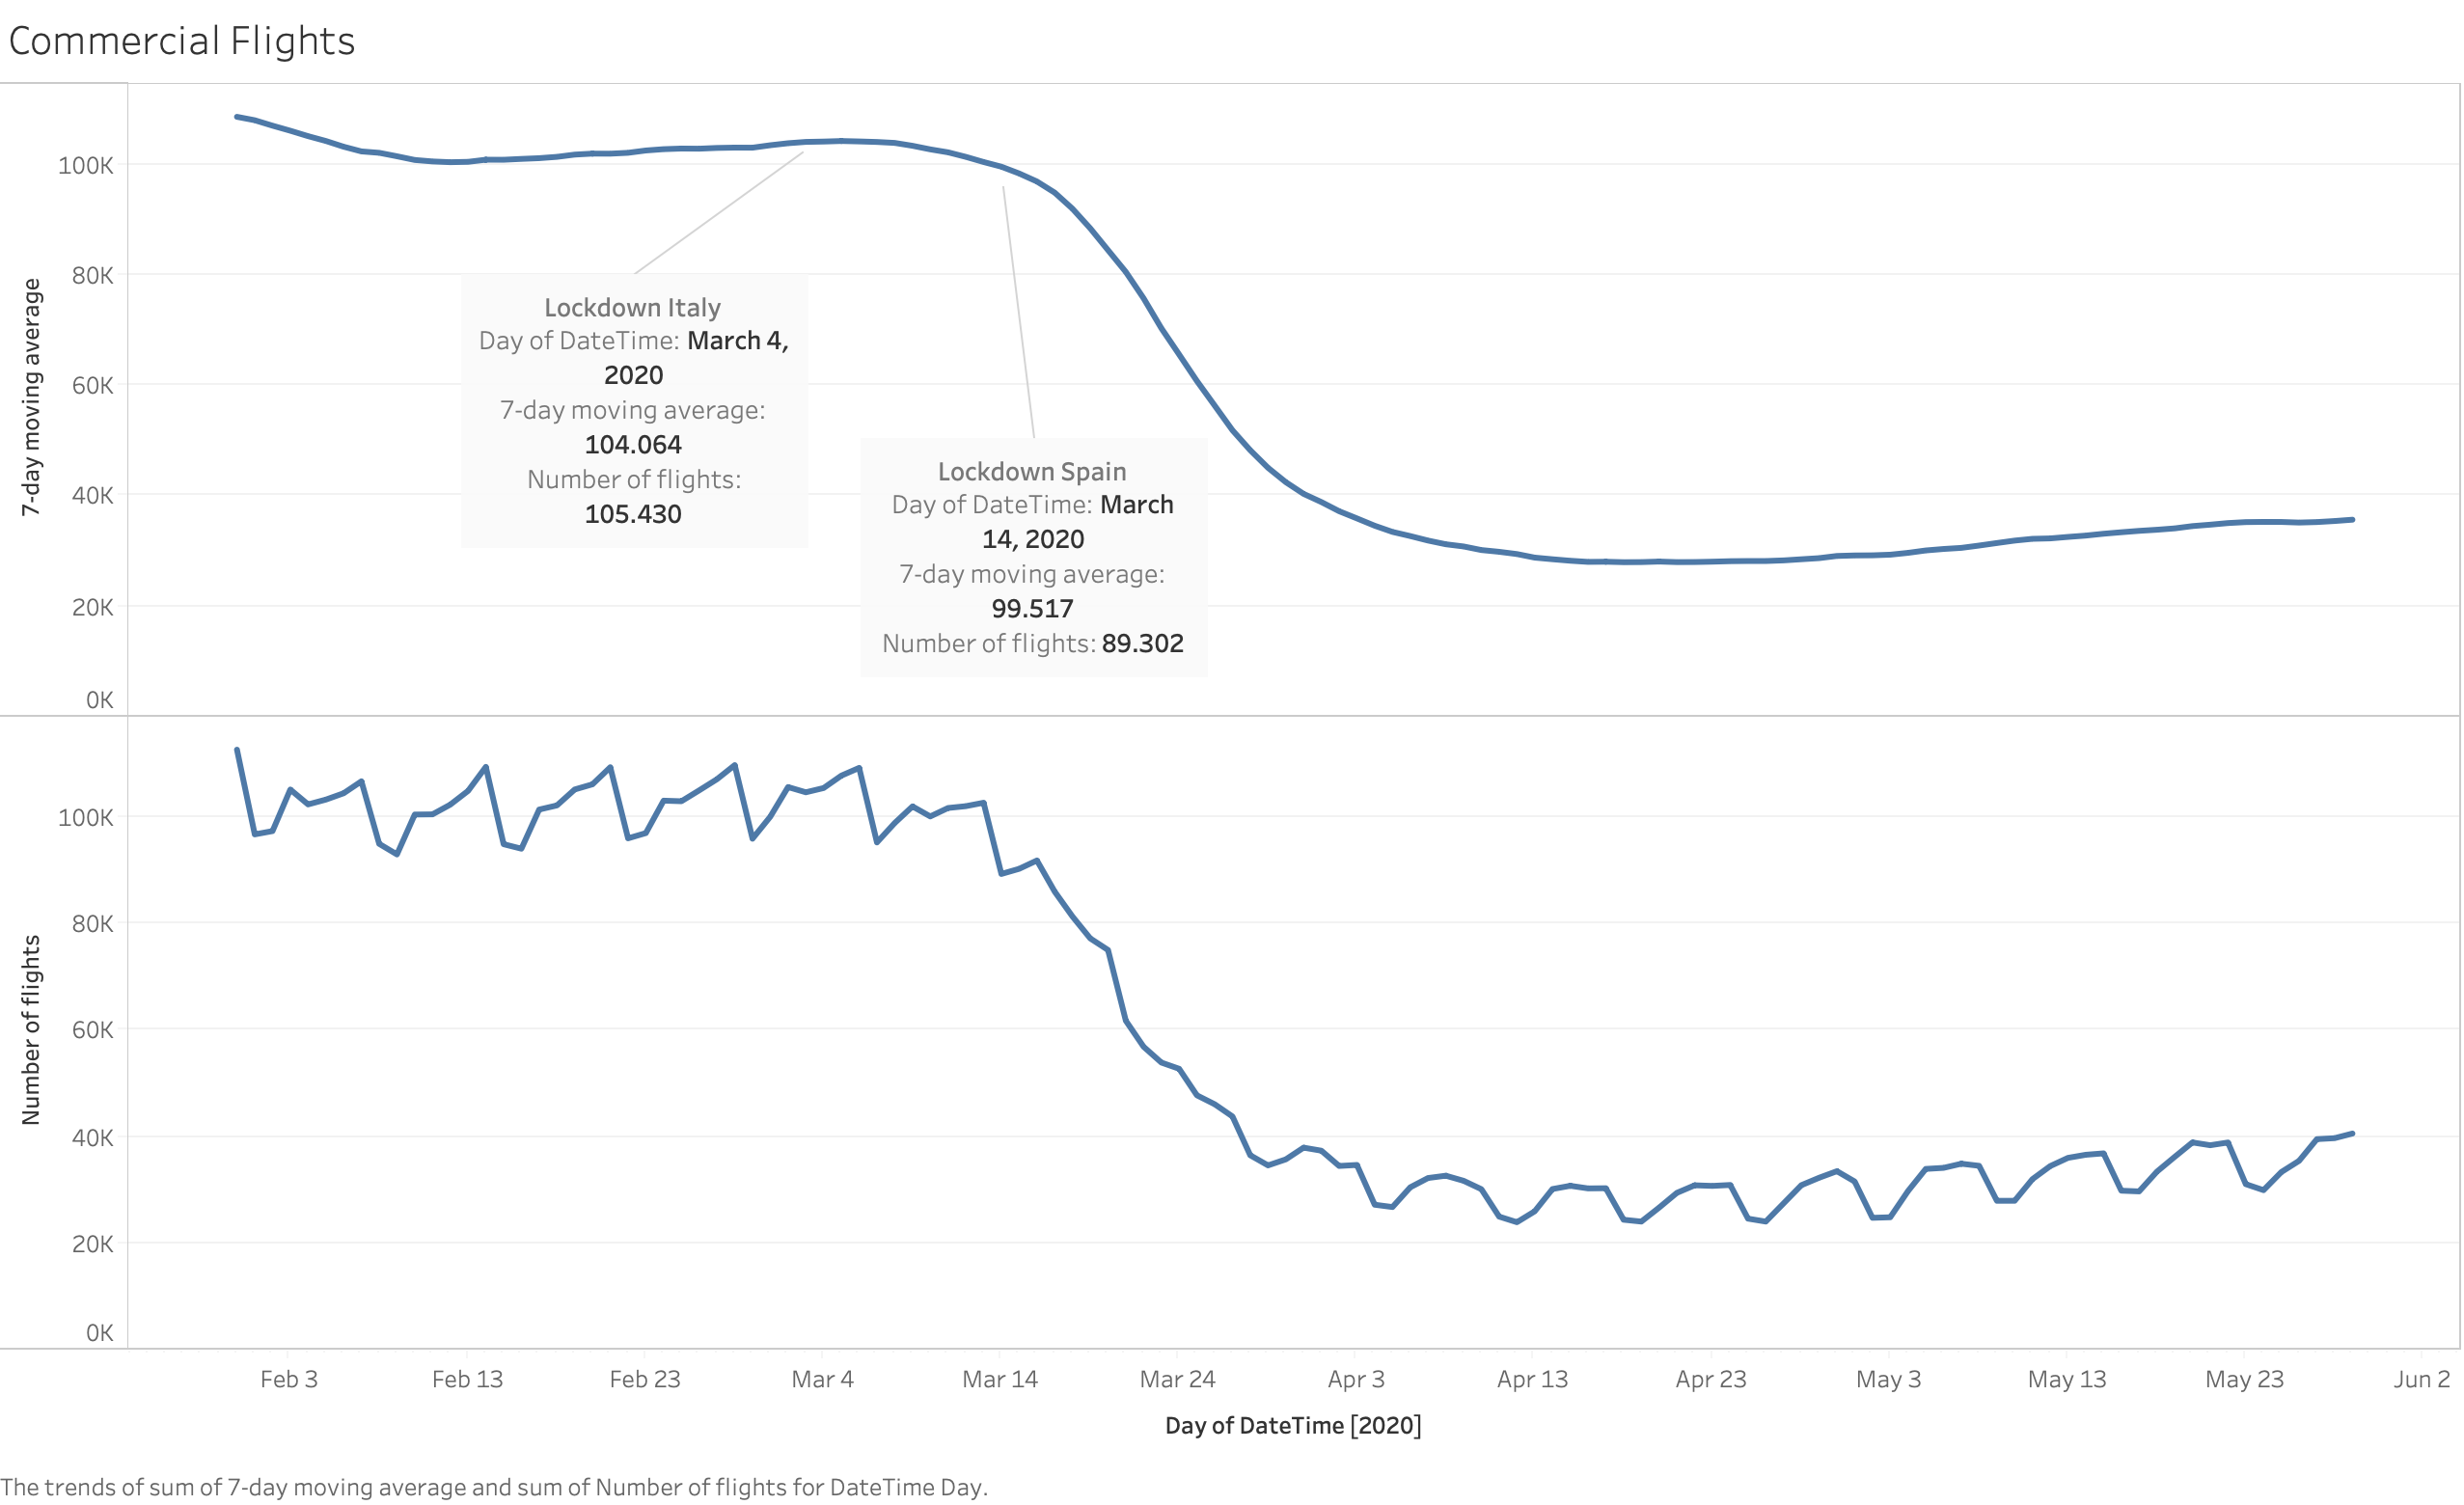 Commercial Flights
7-day moving average
100K
80K
60K
40K
20K
0K
Lockdown Italy
Day of DateTime: March 4,
2020
7-day moving average:
104.064
Number of flights:
105.430
Lockdown Spain
Day of DateTime: March
14, 2020
7-day moving average:
99.517
Number of flights: 89.302
Number of flights
100K
80K
60K
40K
20K
0K
Feb 3 Feb 13 Feb 23 Mar 4 Mar 14 Mar 24 Apr 3 Apr 13 Apr 23 May 3 May 13 May 23 Jun 2
Day of DateTime [2020]
The trends of sum of 7-day moving average and sum of Number of flights for DateTime Day.